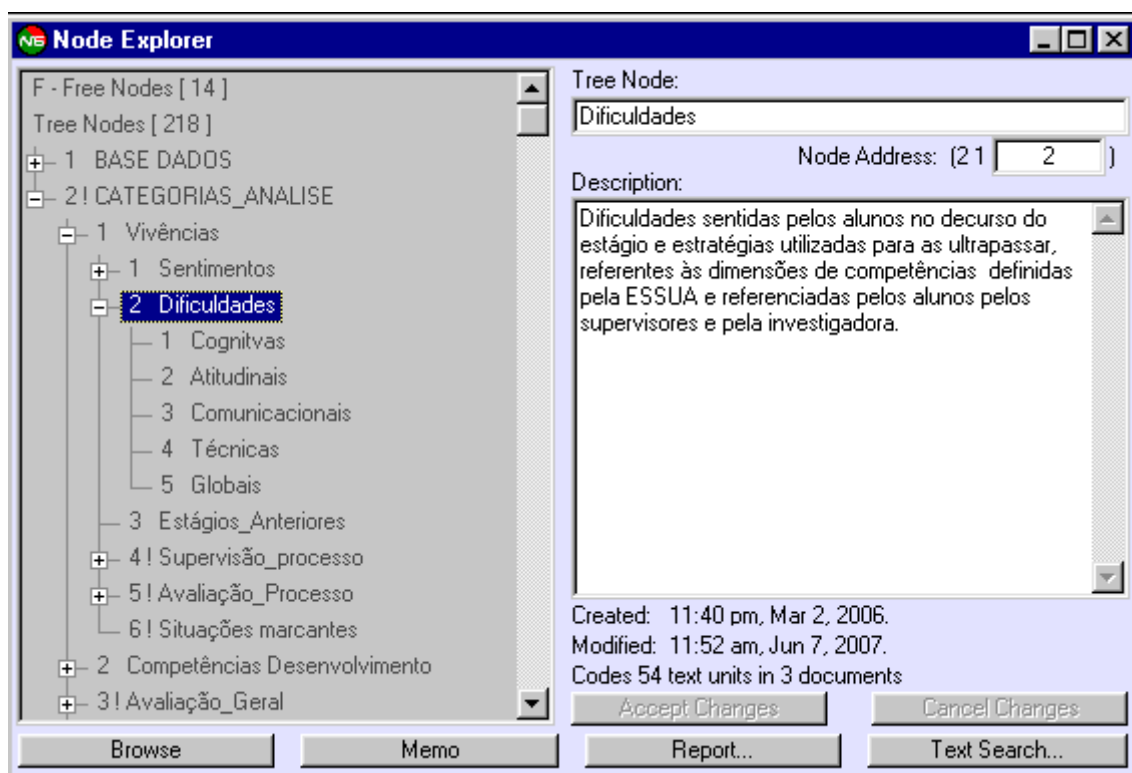 N6 Node Explorer
F - Free Nodes [ 14 ]
Tree Nodes [ 218 ]
1 BASE DADOS
2 ! CATEGORIAS_ANALISE
1 Vivências
1 Sentimentos
2 Dificuldades
1 Cognitvas
2 Atitudinais
3 Comunicacionais
4 Técnicas
5 Globais
3 Estágios_Anteriores
4 ! Supervisão_processo
5 ! Avaliação_Processo
6 ! Situações marcantes
2 Competências Desenvolvimento
3 ! Avaliação_Geral
Browse
Memo
Tree Node:
Dificuldades
Node Address: (2 1 2 )
Description:
Dificuldades sentidas pelos alunos no decurso do
estágio e estratégias utilizadas para as ultrapassar,
referentes às dimensões de competências definidas
pela ESSUA e referenciadas pelos alunos pelos
supervisores e pela investigadora.
Created: 11:40 pm, Mar 2, 2006.
Modified: 11:52 am, Jun 7, 2007.
Codes 54 text units in 3 documents
Accept Changes
Cancel Changes
Report...
Text Search...